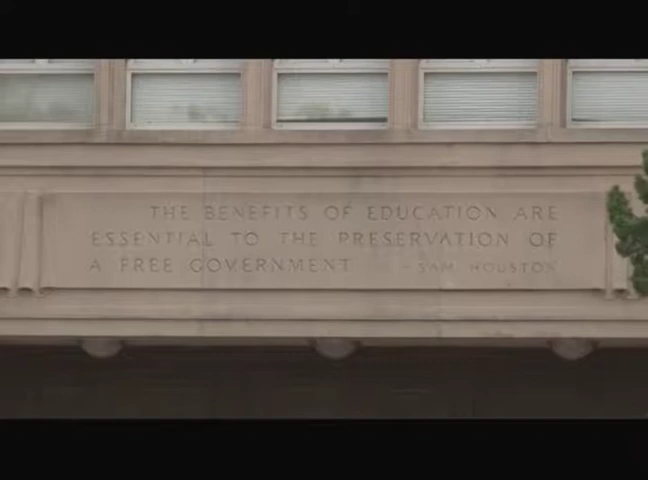 THE BENEFITS OF EDUCATION ARE
ESSENTIAL TO THE PRESERVATION OF
A FREE GOVERNMENT -SAM HOUSTON